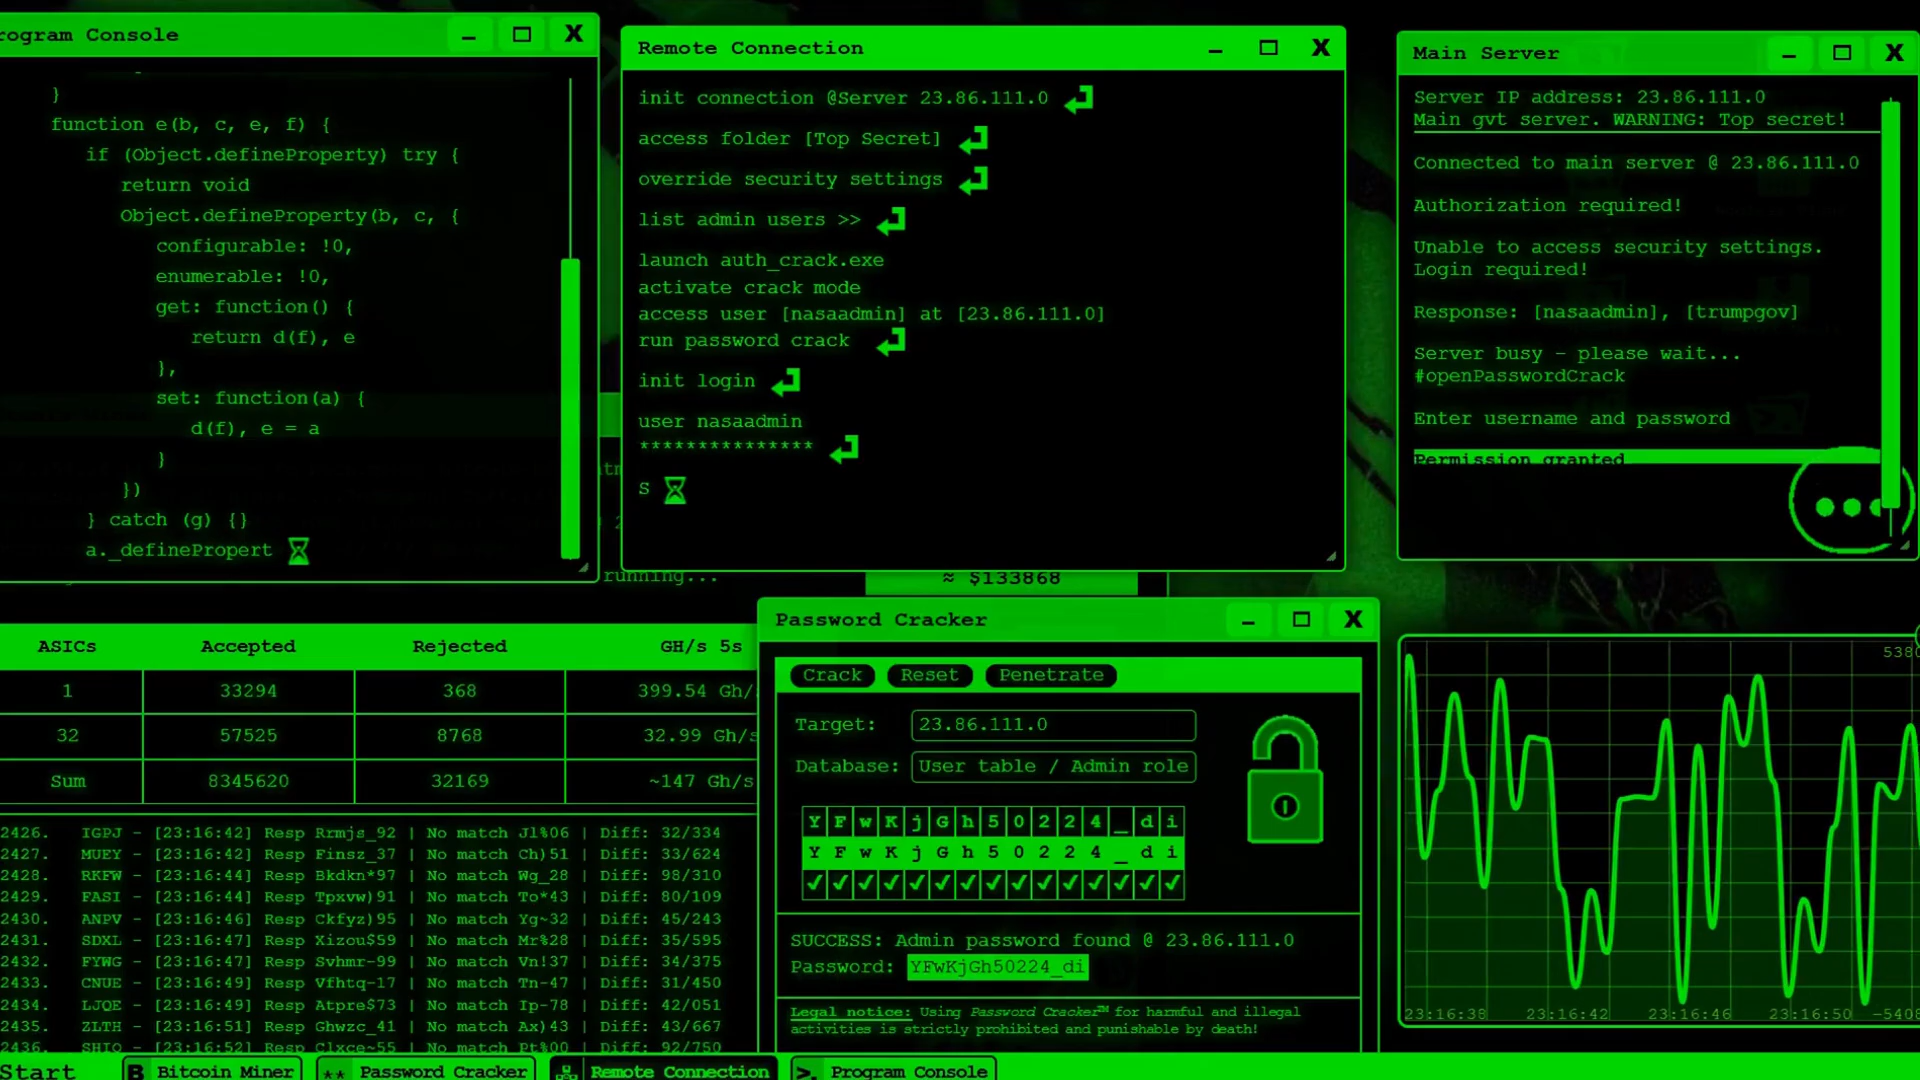 Program Console
}
function e(b, c, e, f) {
if (Object.defineProperty) try {
return void
Object.defineProperty(b, c, {
configurable: !0,
enumerable: !0,
get: function() {
return d(f), e
},
set: function(a) {
d(f), e = a
}
})
} catch (g) {}
a._definePropert
Remote Connection
init connection @Server 23.86.111.0
access folder [Top Secret]
override security settings
list admin users >>
launch auth_crack.exe
activate crack mode
access user [nasaadmin] at [23.86.111.0]
run password crack
init login
user nasaadmin
***************
S
Main Server
Server IP address: 23.86.111.0
Main gvt server. WARNING: Top secret!
Connected to main server @ 23.86.111.0
Authorization required!
Unable to access security settings.
Login required!
Response: [nasaadmin], [trumpgov]
Server busy - please wait...
#openPasswordCrack
Enter username and password
Permission granted
running...
≈ $133868
ASICs Accepted Rejected GH/s 5s
1 33294 368 399.54 Gh/
32 57525 8768 32.99 Gh/s
Sum 8345620 32169 ~147 Gh/s
2426. IGPJ - [23:16:42] Resp Rrmjs_92 | No match Jl%06 | Diff: 32/334
2427. MUEY - [23:16:42] Resp Finsz_37 | No match Ch)51 | Diff: 33/624
2428. RKFW - [23:16:44] Resp Bkdkn*97 | No match Wg_28 | Diff: 98/310
2429. FASI - [23:16:44] Resp Tpxvw)91 | No match To*43 | Diff: 80/109
2430. ANPV - [23:16:46] Resp Ckfyz)95 | No match Yg~32 | Diff: 45/243
2431. SDXL - [23:16:47] Resp Xizou$59 | No match Mr%28 | Diff: 35/595
2432. FYWG - [23:16:47] Resp Svhmr-99 | No match Vn!37 | Diff: 34/375
2433. CNUE - [23:16:49] Resp Vfhtq-17 | No match Tn-47 | Diff: 31/450
2434. LJQE - [23:16:49] Resp Atpre$73 | No match Ip-78 | Diff: 42/051
2435. ZLTH - [23:16:51] Resp Ghwzc_41 | No match Ax)43 | Diff: 43/667
2436. SHIO - [23:16:52] Resp Clxce~55 | No match Pt%00 | Diff: 92/750
Password Cracker
Crack Reset Penetrate
Target: 23.86.111.0
Database: User table / Admin role
Y F w K j G h 5 0 2 2 4 _ d i
Y F w K j G h 5 0 2 2 4 _ d i
✓ ✓ ✓ ✓ ✓ ✓ ✓ ✓ ✓ ✓ ✓ ✓ ✓ ✓ ✓
SUCCESS: Admin password found @ 23.86.111.0
Password: YFwKjGh50224_di
Legal notice: Using Password Cracker™ for harmful and illegal
activities is strictly prohibited and punishable by death!
5380
23:16:38 23:16:42 23:16:46 23:16:50 -5408
Start B Bitcoin Miner ** Password Cracker Remote Connection >_ Program Console